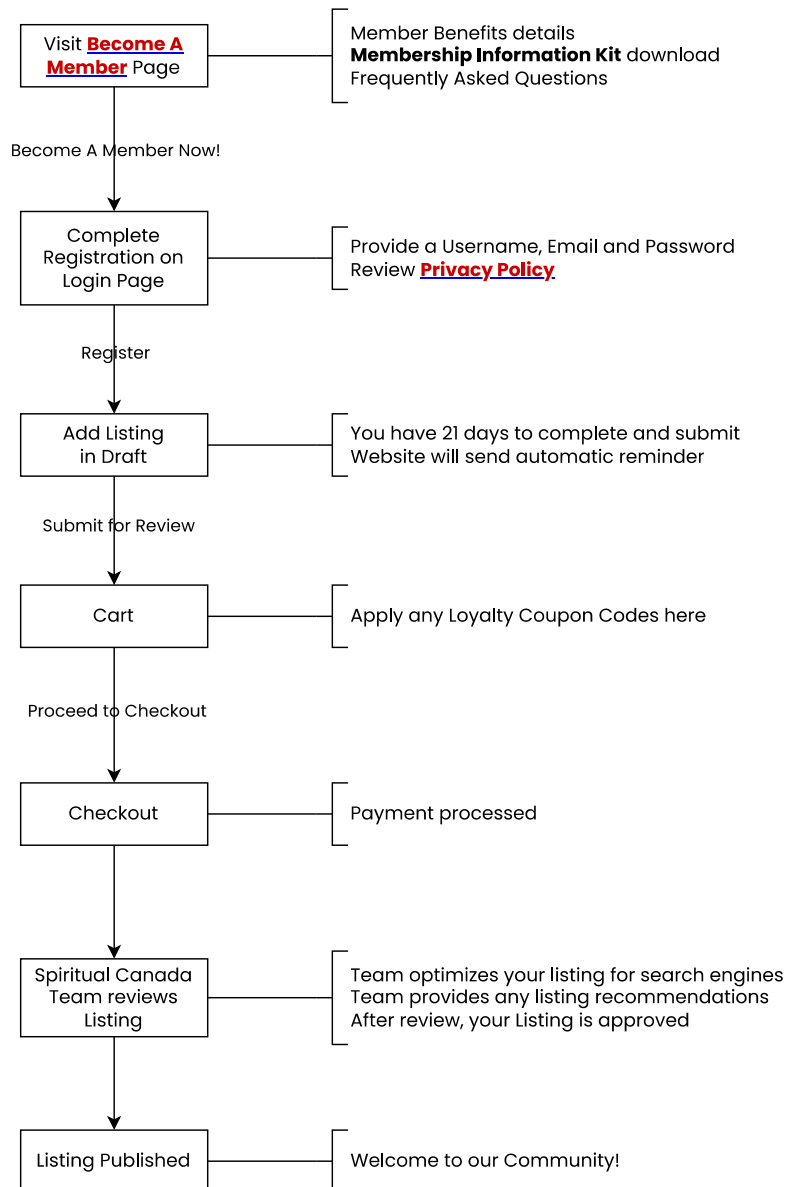 Visit Become A
Member Page
Member Benefits details
Membership Information Kit download
Frequently Asked Questions
Become A Member Now!
Complete
Registration on
Login Page
Provide a Username, Email and Password
Review Privacy Policy
Register
Add Listing
in Draft
You have 21 days to complete and submit
Website will send automatic reminder
Submit for Review
Cart
Apply any Loyalty Coupon Codes here
Proceed to Checkout
Checkout
Payment processed
Spiritual Canada
Team reviews
Listing
Team optimizes your listing for search engines
Team provides any listing recommendations
After review, your Listing is approved
Listing Published
Welcome to our Community!